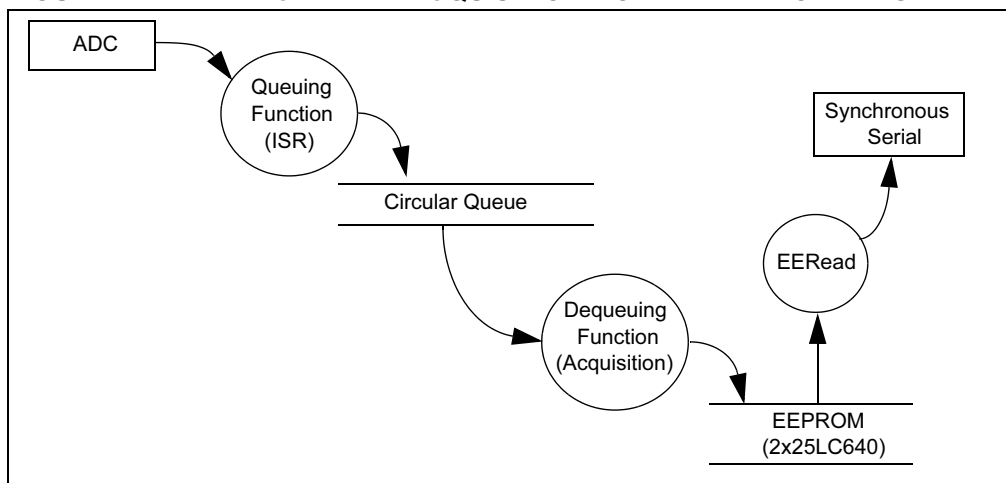 ADC
Queuing
Function
(ISR)
Circular Queue
Dequeuing
Function
(Acquisition)
EEPROM
(2x25LC640)
EERead
Synchronous
Serial